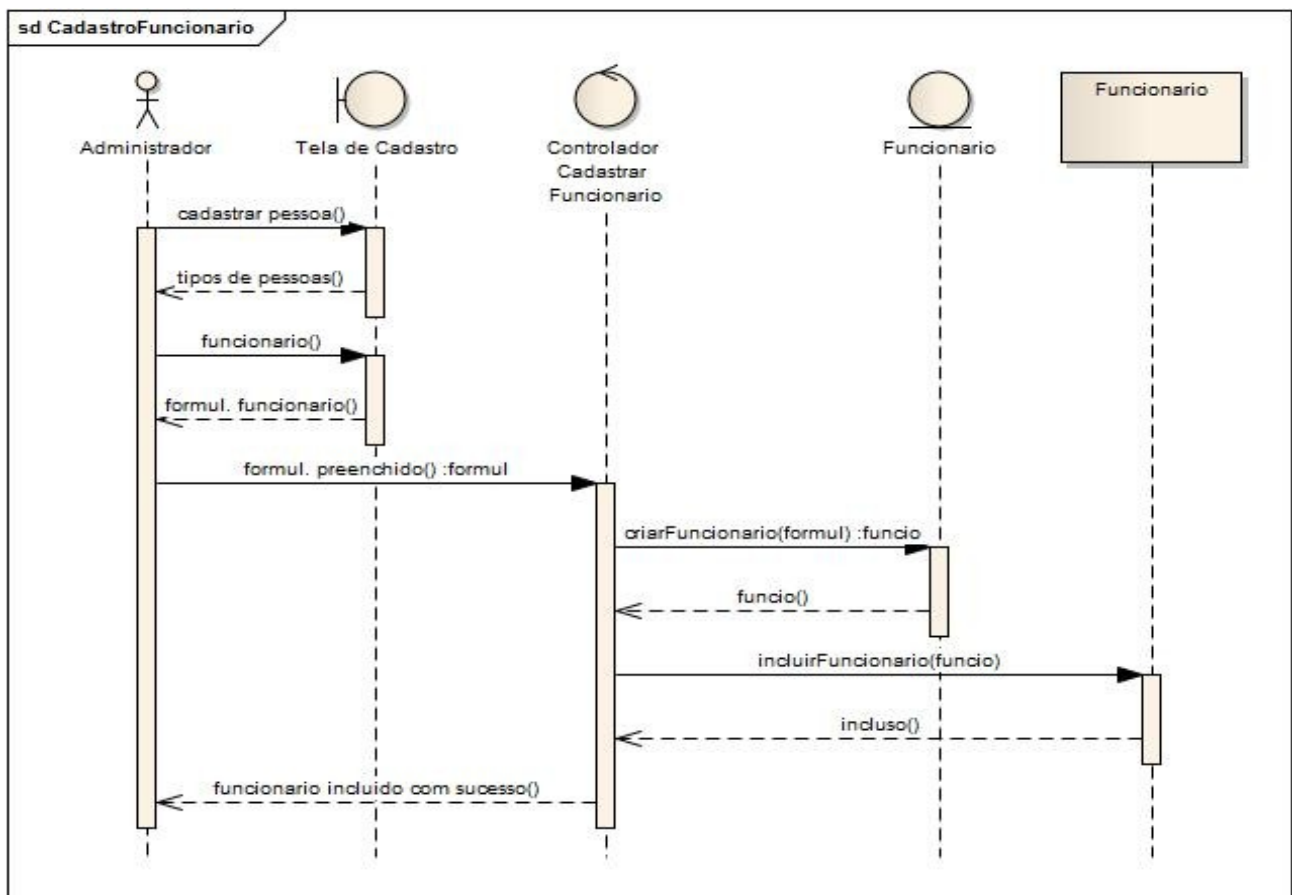 sd CadastroFuncionario
Administrador
Tela de Cadastro
Controlador
Cadastrar
Funcionario
Funcionario
Funcionario
cadastrar pessoa()
tipos de pessoas()
funcionario()
formul. funcionario()
formul. preenchido() :formul
criarFuncionario(formul) :funcio
funcio()
incluirFuncionario(funcio)
incluso()
funcionario incluido com sucesso()